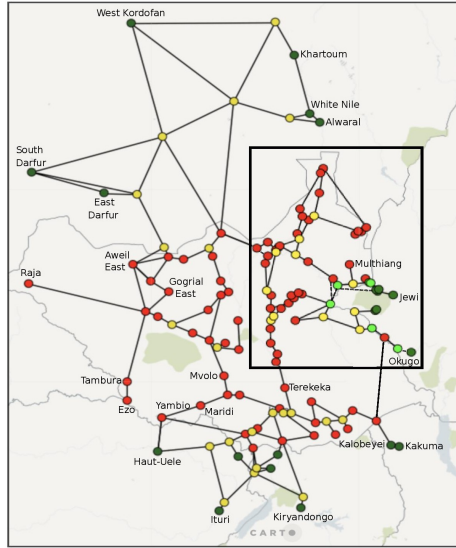 West Kordofan
Khartoum
White Nile
Alwaral
South
Darfur
East
Darfur
Aweil
East
Raja
Gogrial
East
Multhiang
Jewi
Okugo
Tambura
Ezo
Mvolo
Terekeka
Yambio
Maridi
Haut-Uele
Kalobeyei
Kakuma
Ituri
Kiryandongo
CARTO